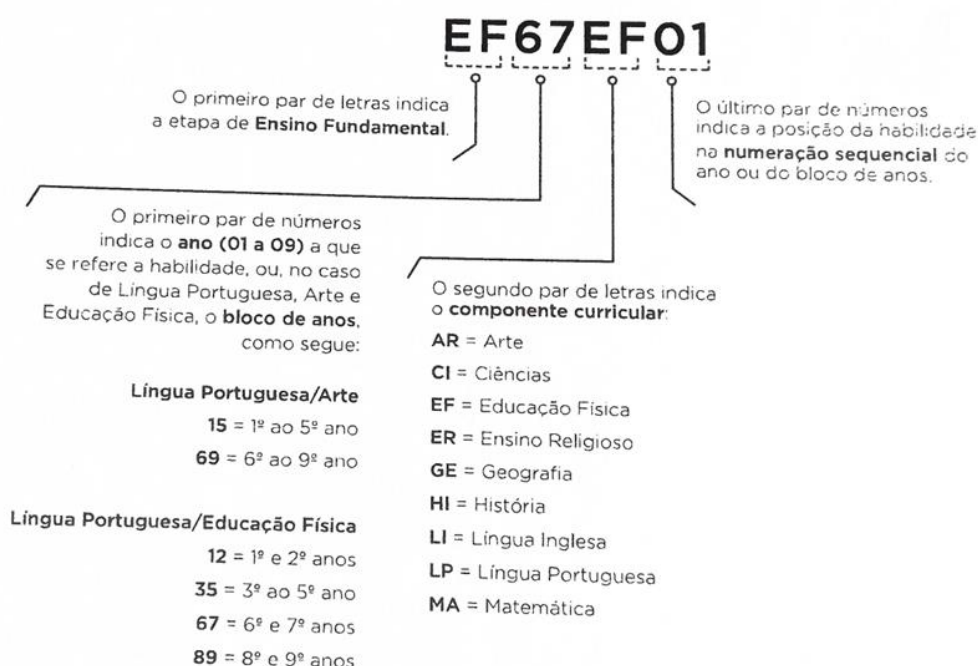 EF67EF01
O primeiro par de letras indica
a etapa de Ensino Fundamental.
O último par de números
indica a posição da habilidade
na numeração sequencial do
ano ou do bloco de anos.
O primeiro par de números
indica o ano (01 a 09) a que
se refere a habilidade, ou, no caso
de Língua Portuguesa, Arte e
Educação Física, o bloco de anos,
como segue:
Língua Portuguesa/Arte
15 = 1º ao 5º ano
69 = 6º ao 9º ano
Língua Portuguesa/Educação Física
12 = 1º e 2º anos
35 = 3º ao 5º ano
67 = 6º e 7º anos
89 = 8º e 9º anos
O segundo par de letras indica
o componente curricular:
AR = Arte
CI = Ciências
EF = Educação Física
ER = Ensino Religioso
GE = Geografia
HI = História
LI = Língua Inglesa
LP = Língua Portuguesa
MA = Matemática